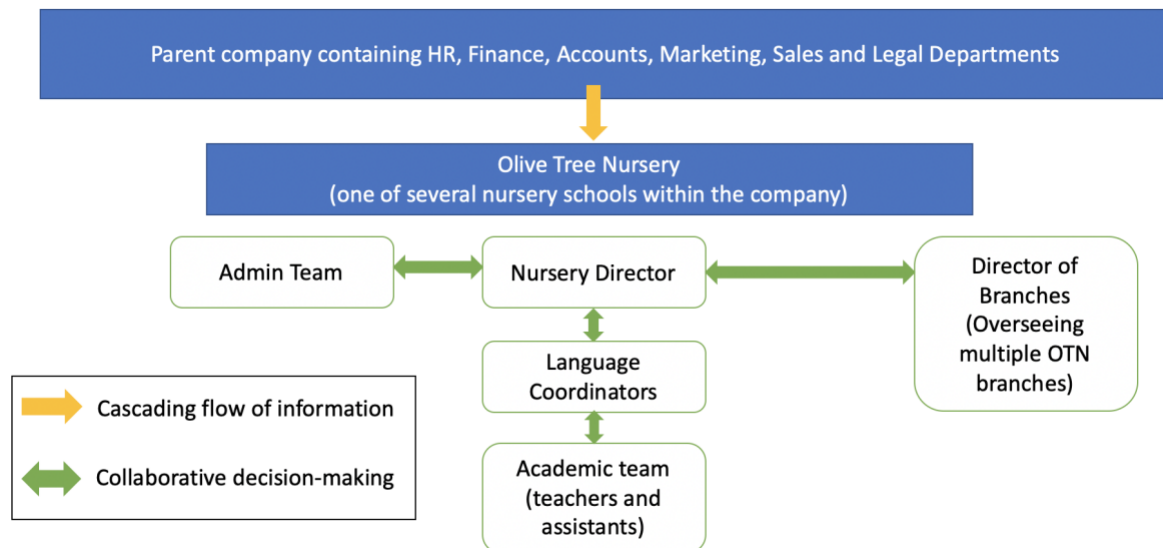 Parent company containing HR, Finance, Accounts, Marketing, Sales and Legal Departments
Olive Tree Nursery
(one of several nursery schools within the company)
Admin Team
Nursery Director
Director of
Branches
(Overseeing
multiple OTN
branches)
Language
Coordinators
Academic team
(teachers and
assistants)
Cascading flow of information
Collaborative decision-making